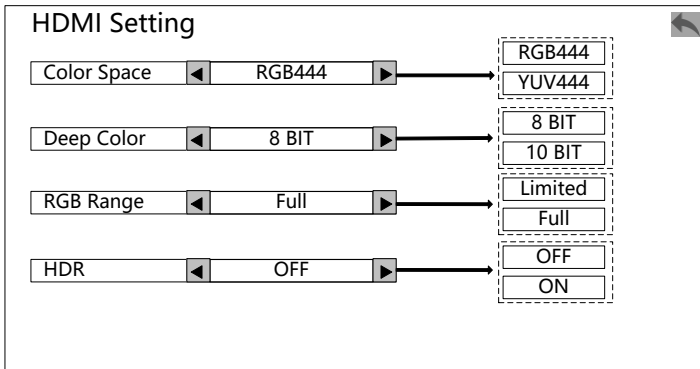 HDMI Setting
Color Space RGB444 RGB444
YUV444
Deep Color 8 BIT 8 BIT
10 BIT
RGB Range Full Limited
Full
HDR OFF OFF
ON